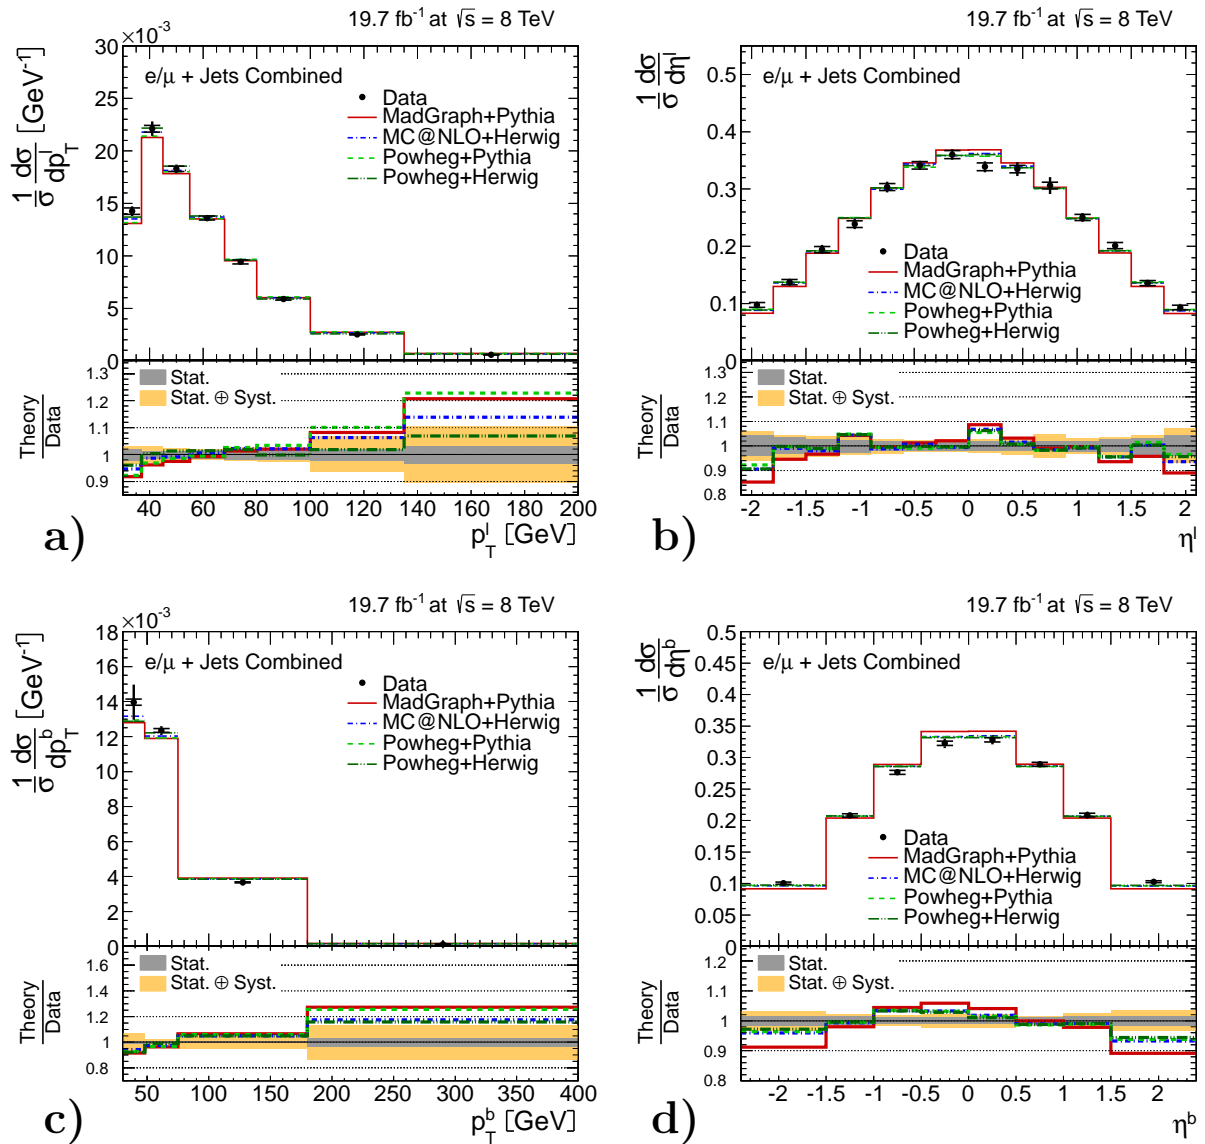 19.7 fb⁻¹ at √s = 8 TeV
×10⁻³
1/σ dσ/dp_T^l [GeV⁻¹]
e/μ + Jets Combined
Data
MadGraph+Pythia
MC@NLO+Herwig
Powheg+Pythia
Powheg+Herwig
30
25
20
15
10
5
0
Theory/Data
Stat.
Stat. ⊕ Syst.
1.3
1.2
1.1
1
0.9
40 60 80 100 120 140 160 180 200
p_T^l [GeV]
a)
19.7 fb⁻¹ at √s = 8 TeV
1/σ dσ/dη^l
e/μ + Jets Combined
0.5
0.4
0.3
0.2
0.1
0
Data
MadGraph+Pythia
MC@NLO+Herwig
Powheg+Pythia
Powheg+Herwig
Theory/Data
Stat.
Stat. ⊕ Syst.
1.3
1.2
1.1
1
0.9
0.8
-2 -1.5 -1 -0.5 0 0.5 1 1.5 2
η^l
b)
19.7 fb⁻¹ at √s = 8 TeV
×10⁻³
1/σ dσ/dp_T^b [GeV⁻¹]
e/μ + Jets Combined
Data
MadGraph+Pythia
MC@NLO+Herwig
Powheg+Pythia
Powheg+Herwig
18
16
14
12
10
8
6
4
2
0
Theory/Data
Stat.
Stat. ⊕ Syst.
1.6
1.4
1.2
1
0.8
50 100 150 200 250 300 350 400
p_T^b [GeV]
c)
19.7 fb⁻¹ at √s = 8 TeV
1/σ dσ/dη^b
e/μ + Jets Combined
0.5
0.45
0.4
0.35
0.3
0.25
0.2
0.15
0.1
0.05
0
Data
MadGraph+Pythia
MC@NLO+Herwig
Powheg+Pythia
Powheg+Herwig
Theory/Data
Stat.
Stat. ⊕ Syst.
1.2
1.1
1
0.9
0.8
-2 -1.5 -1 -0.5 0 0.5 1 1.5 2
η^b
d)